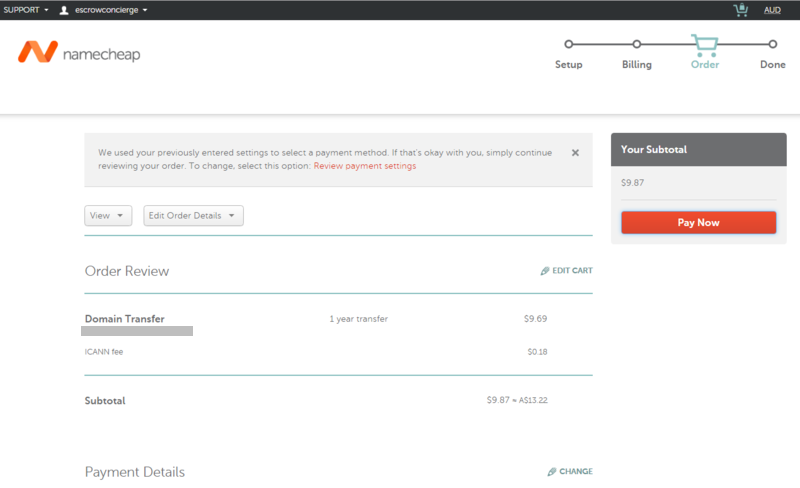 SUPPORT
escrowconcierge
AUD
namecheap
Setup
Billing
Order
Done
We used your previously entered settings to select a payment method. If that's okay with you, simply continue
reviewing your order. To change, select this option: Review payment settings
Your Subtotal
$9.87
Pay Now
View
Edit Order Details
Order Review
EDIT CART
Domain Transfer
1 year transfer
$9.69
ICANN fee
$0.18
Subtotal
$9.87 ≈ A$13.22
Payment Details
CHANGE